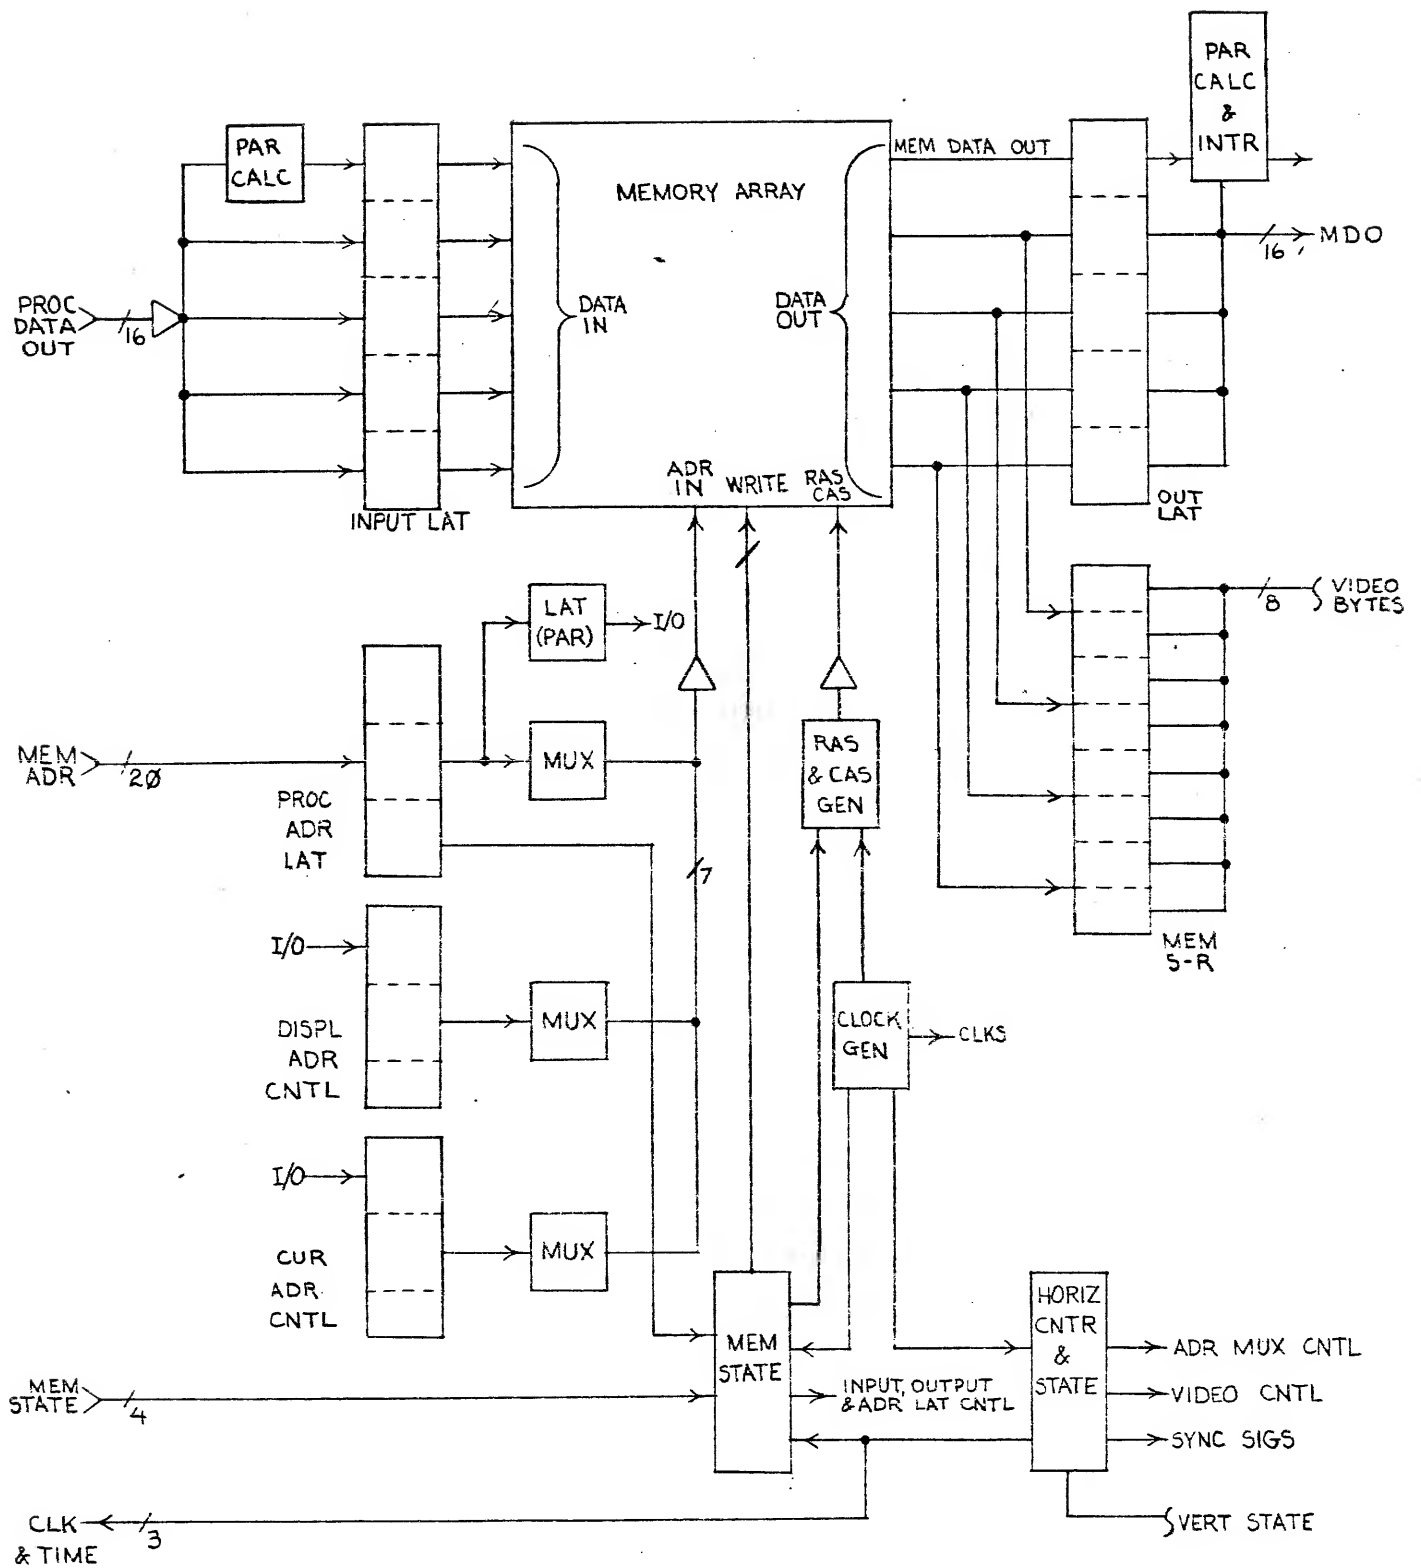 PAR
CALC
&
INTR
PAR
CALC
MEMORY ARRAY
MEM DATA OUT
16
MDO
PROC
DATA
OUT
16
DATA
IN
DATA
OUT
ADR
IN
WRITE
RAS
CAS
INPUT LAT
OUT
LAT
LAT
(PAR)
I/O
8
VIDEO
BYTES
MEM
ADR
20
MUX
RAS
& CAS
GEN
PROC
ADR
LAT
7
I/O
MEM
S-R
DISPL
ADR
CNTL
MUX
CLOCK
GEN
CLKS
I/O
CUR
ADR
CNTL
MUX
MEM
STATE
HORIZ
CNTR
&
STATE
ADR MUX CNTL
VIDEO CNTL
SYNC SIGS
MEM
STATE
4
INPUT, OUTPUT
& ADR LAT CNTL
CLK
& TIME
3
VERT STATE